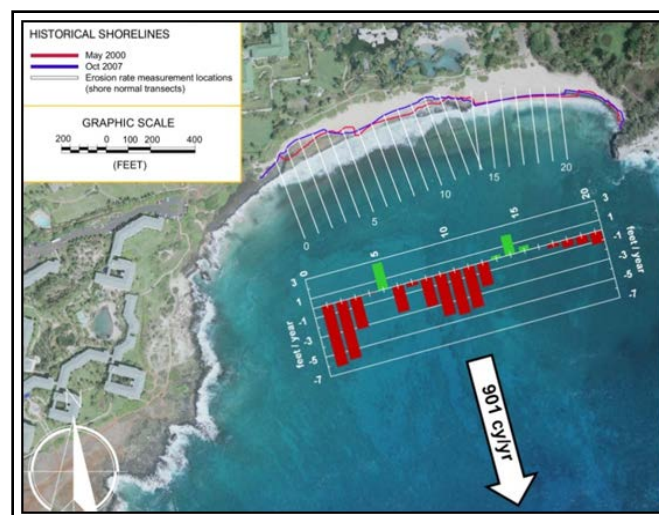 HISTORICAL SHORELINES
May 2000
Oct 2007
Erosion rate measurement locations
(shore normal transects)
GRAPHIC SCALE
200 0 100 200 400
(FEET)
0
5
10
15
20
0
5
10
15
20
3
1
-1
-3
-5
-7
feet / year
3
1
-1
-3
-5
-7
feet / year
901 cy/yr